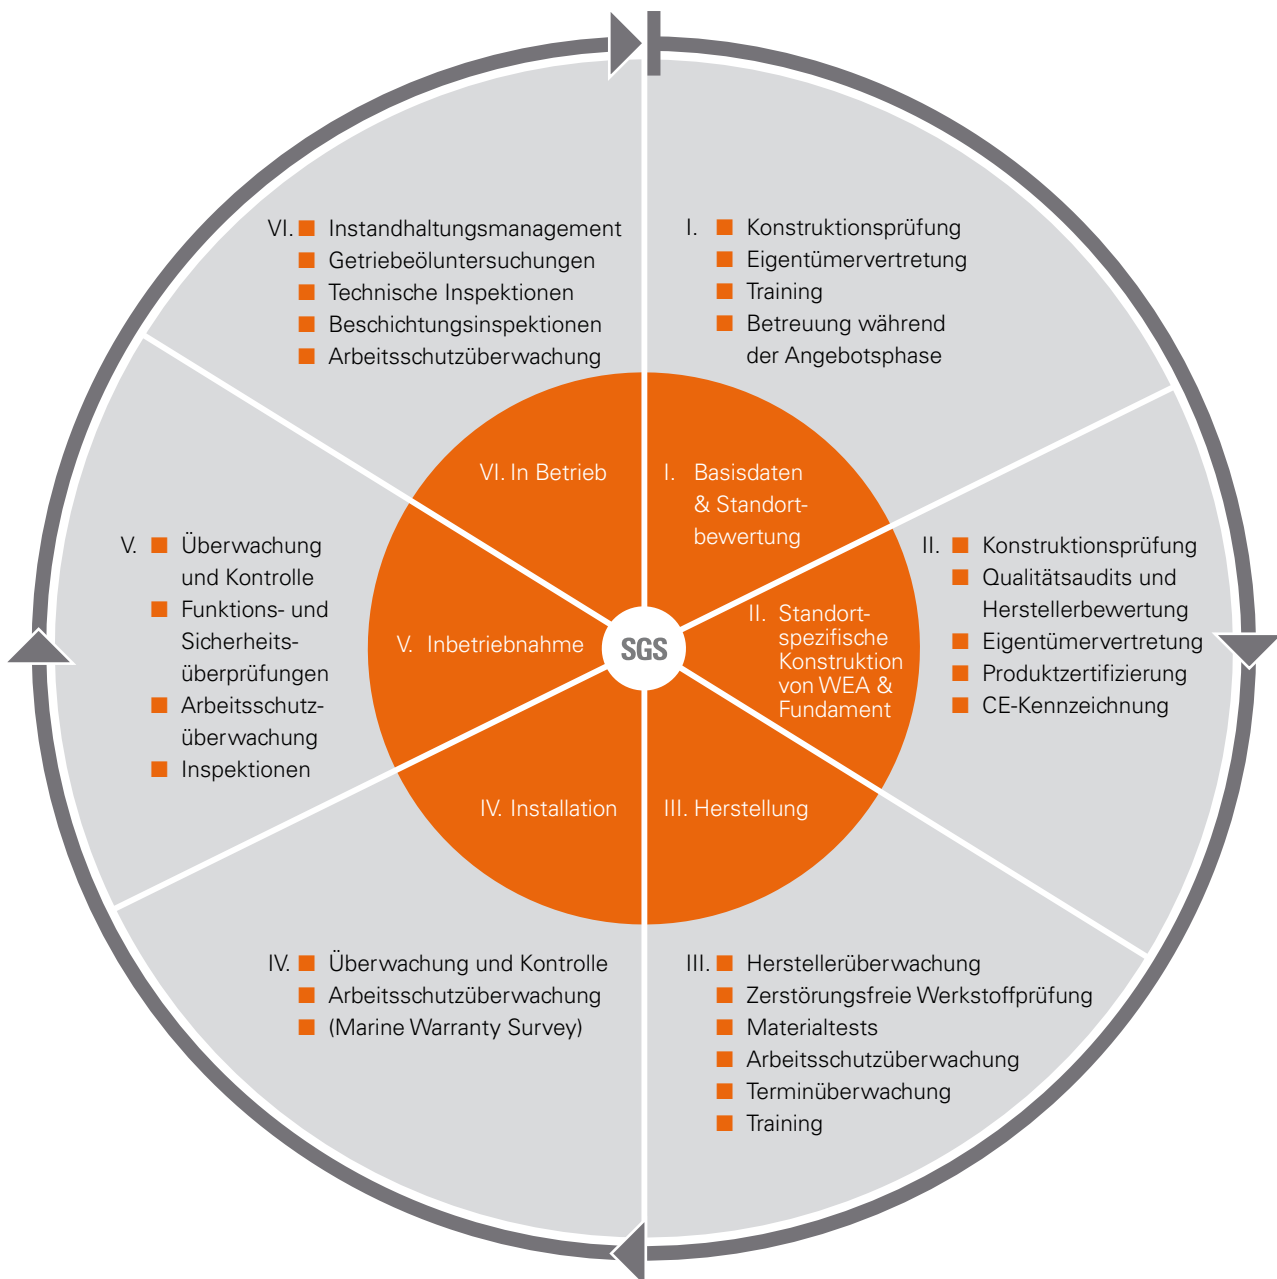 I. Konstruktionsprüfung
Eigentümervertretung
Training
Betreuung während
der Angebotsphase
II. Konstruktionsprüfung
Qualitätsaudits und
Herstellerbewertung
Eigentümervertretung
Produktzertifizierung
CE-Kennzeichnung
III. Herstellerüberwachung
Zerstörungsfreie Werkstoffprüfung
Materialtests
Arbeitsschutzüberwachung
Terminüberwachung
Training
IV. Überwachung und Kontrolle
Arbeitsschutzüberwachung
(Marine Warranty Survey)
V. Überwachung
und Kontrolle
Funktions- und
Sicherheits-
überprüfungen
Arbeitsschutz-
überwachung
Inspektionen
VI. Instandhaltungsmanagement
Getriebeöluntersuchungen
Technische Inspektionen
Beschichtungsinspektionen
Arbeitsschutzüberwachung
I. Basisdaten
& Standort-
bewertung
II. Standort-
spezifische
Konstruktion
von WEA &
Fundament
III. Herstellung
IV. Installation
V. Inbetriebnahme
VI. In Betrieb
SGS